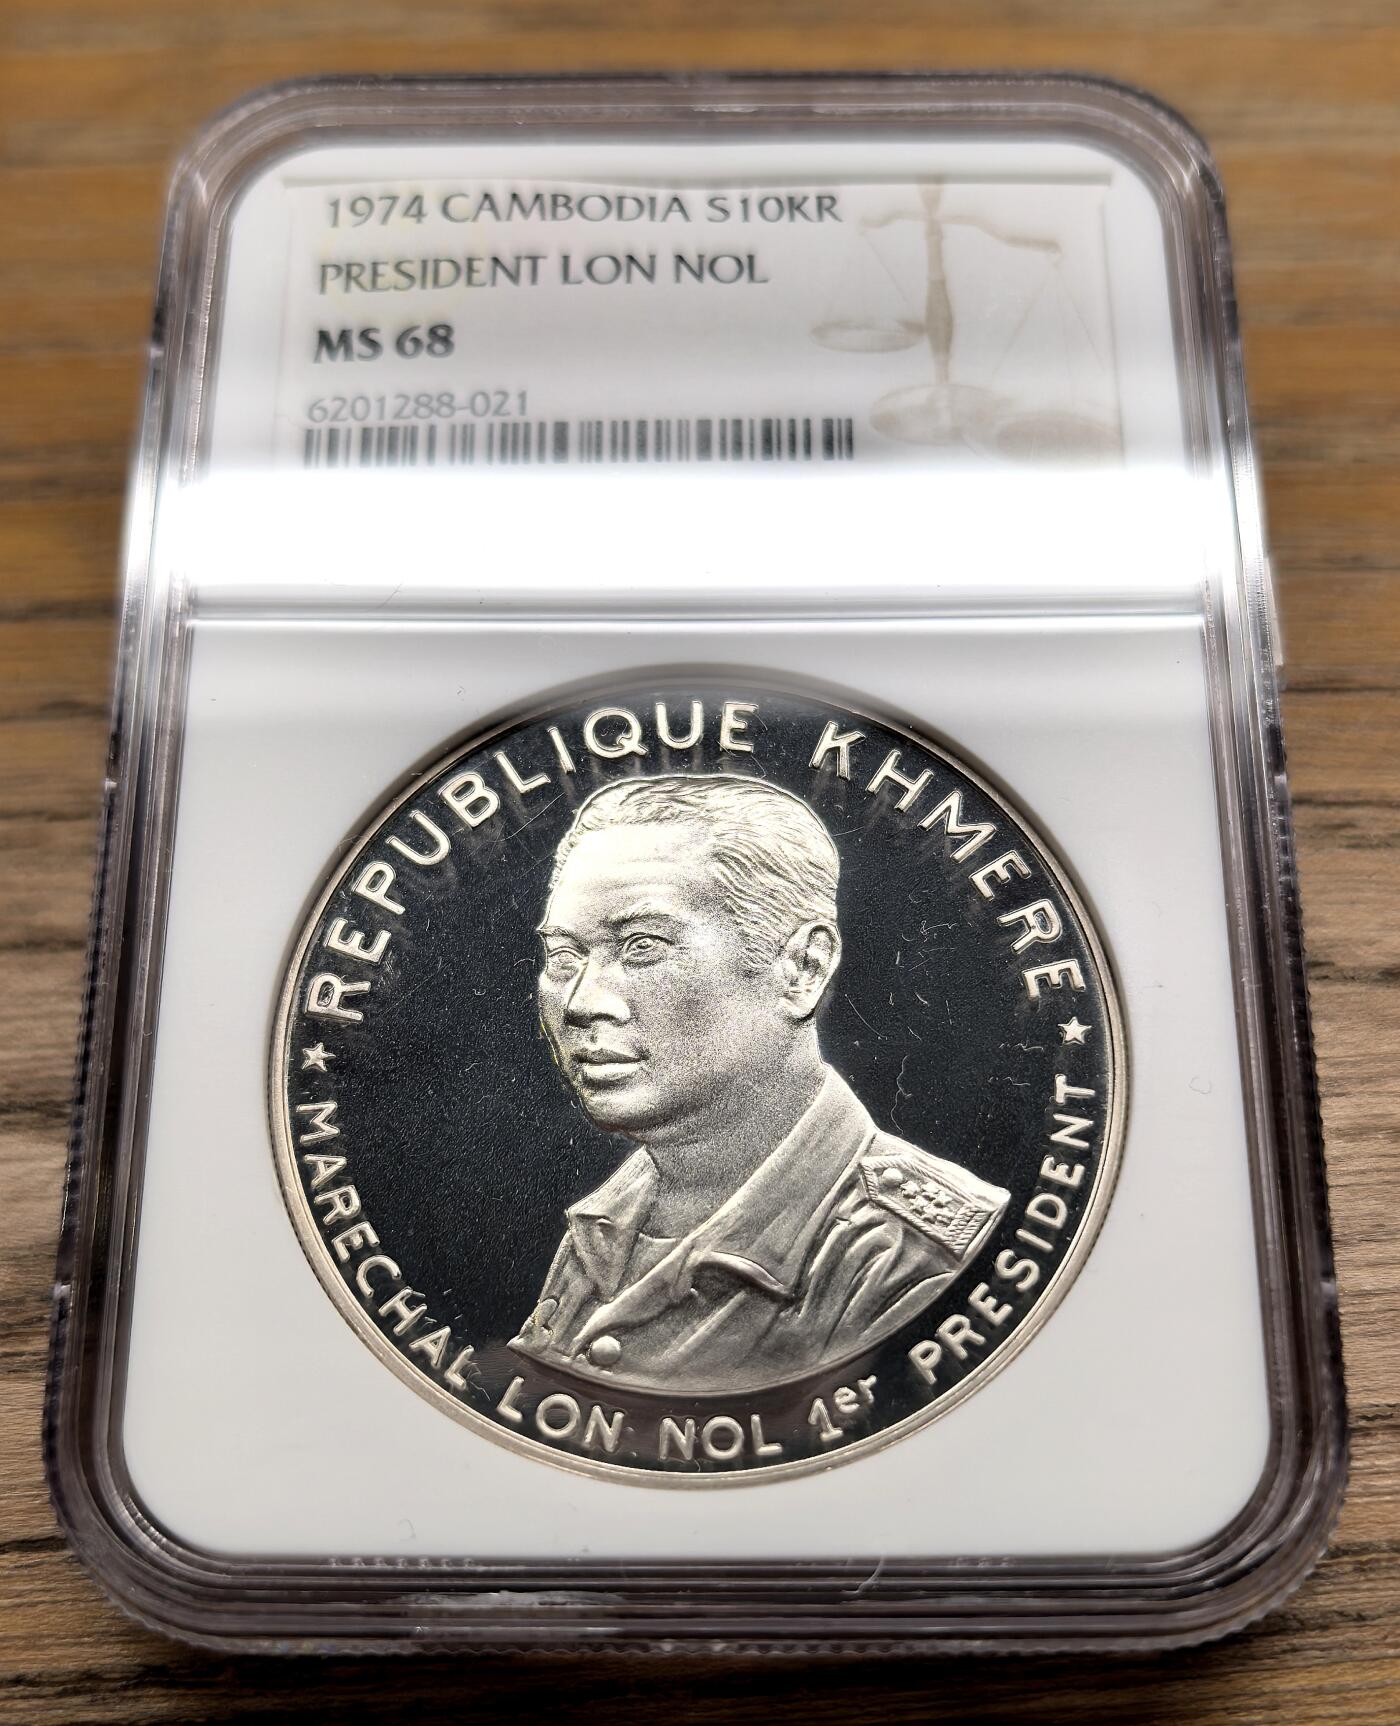 1974 CAMBODIA S10KR
PRESIDENT LON NOL
MS 68
6201288-021
REPUBLIQUE KHMERE
★ MARECHAL LON NOL 1er PRESIDENT ★